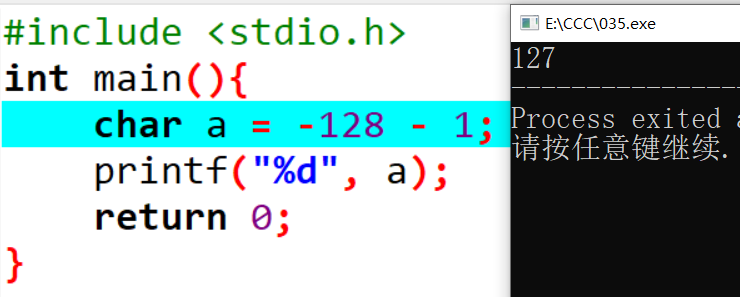 #include <stdio.h>
int main(){
    char a = -128 - 1;
    printf("%d", a);
    return 0;
}
E:\CCC\035.exe
127
--------------------
Process exited a
请按任意键继续.